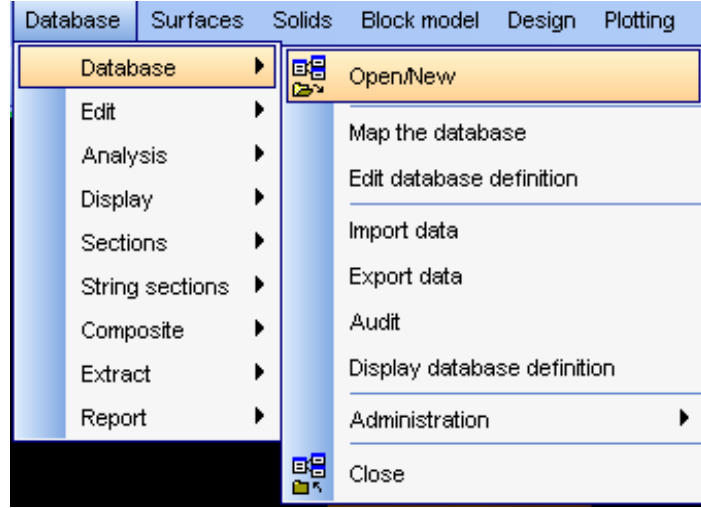 Database Surfaces Solids Block model Design Plotting
Database
Edit
Analysis
Display
Sections
String sections
Composite
Extract
Report
Open/New
Map the database
Edit database definition
Import data
Export data
Audit
Display database definition
Administration
Close